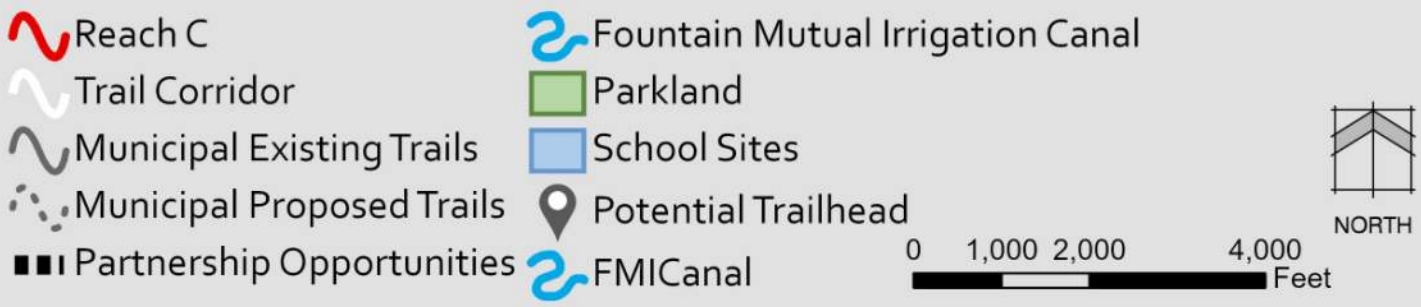 Reach C
Trail Corridor
Municipal Existing Trails
Municipal Proposed Trails
Partnership Opportunities
Fountain Mutual Irrigation Canal
Parkland
School Sites
Potential Trailhead
FMICanal
0 1,000 2,000 4,000
Feet
NORTH